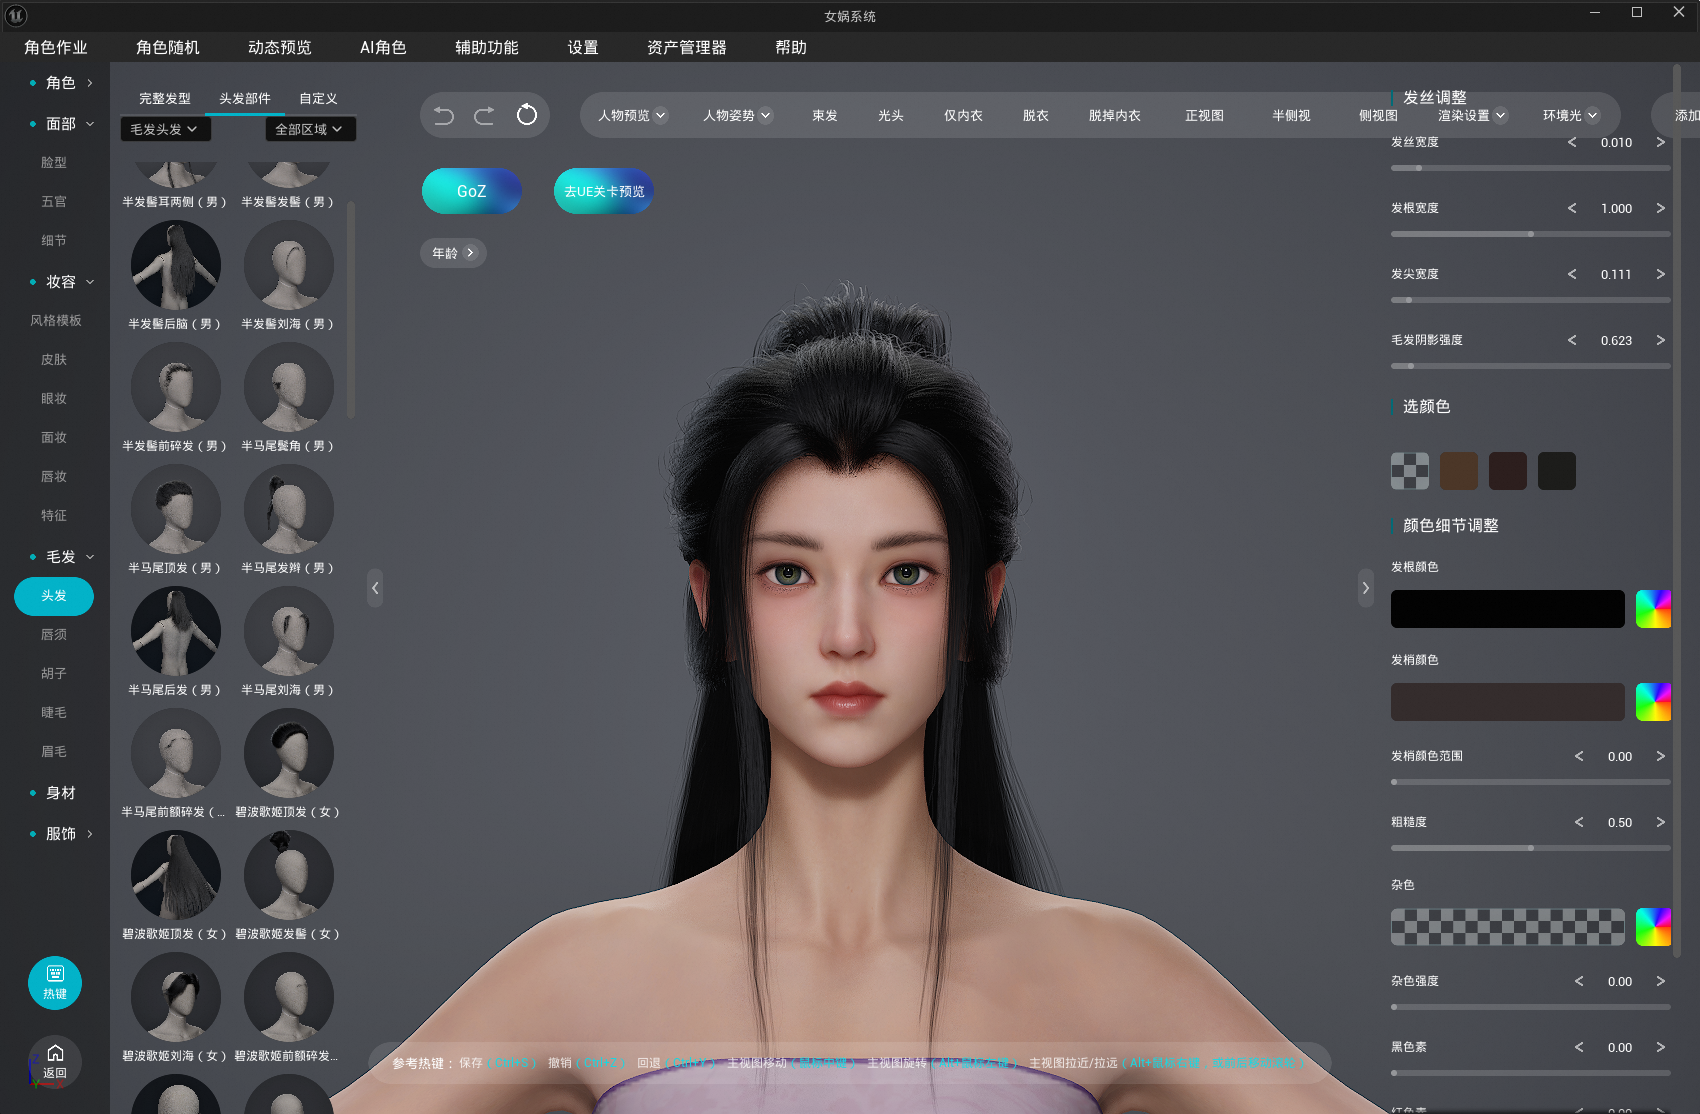 女娲系统
角色作业 角色随机 动态预览 AI角色 辅助功能 设置 资产管理器 帮助
角色
面部
脸型
五官
细节
妆容
风格模板
皮肤
眼妆
面妆
唇妆
特征
毛发
头发
唇须
胡子
睫毛
眉毛
身材
服饰
热键
返回
Z
Y X
完整发型 头发部件 自定义
毛发头发 全部区域
半发髻耳两侧（男） 半发髻发髻（男）
半发髻后脑（男） 半发髻刘海（男）
半发髻前碎发（男） 半马尾鬓角（男）
半马尾顶发（男） 半马尾发辫（男）
半马尾后发（男） 半马尾刘海（男）
半马尾前额碎发（... 碧波歌姬顶发（女）
碧波歌姬顶发（女） 碧波歌姬发髻（女）
碧波歌姬刘海（女） 碧波歌姬前额碎发...
人物预览 人物姿势 束发 光头 仅内衣 脱衣 脱掉内衣 正视图 半侧视 侧视图 渲染设置 环境光 添加
GoZ 去UE关卡预览
年龄
发丝调整
发丝宽度 < 0.010 >
发根宽度 < 1.000 >
发尖宽度 < 0.111 >
毛发阴影强度 < 0.623 >
选颜色
颜色细节调整
发根颜色
发梢颜色
发梢颜色范围 < 0.00 >
粗糙度 < 0.50 >
杂色
杂色强度 < 0.00 >
黑色素 < 0.00 >
参考热键：保存（Ctrl+S） 撤销（Ctrl+Z） 回退（Ctrl+Y） 主视图移动 主视图旋转 主视图拉近/拉远